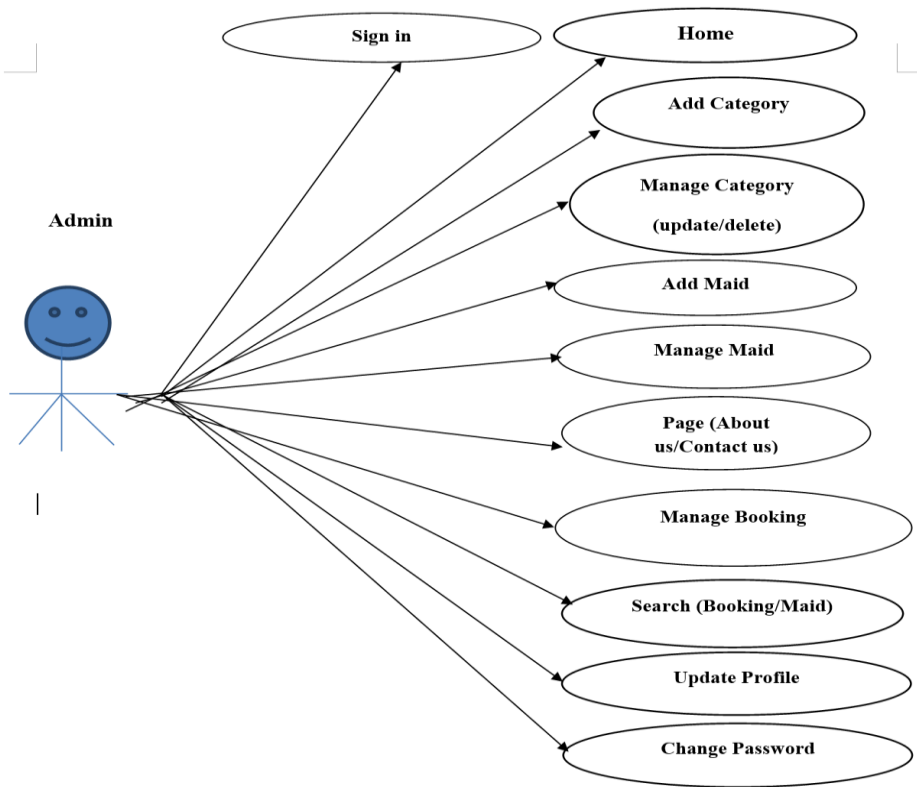 Sign in
Home
Add Category
Manage Category
(update/delete)
Admin
Add Maid
Manage Maid
Page (About
us/Contact us)
Manage Booking
Search (Booking/Maid)
Update Profile
Change Password